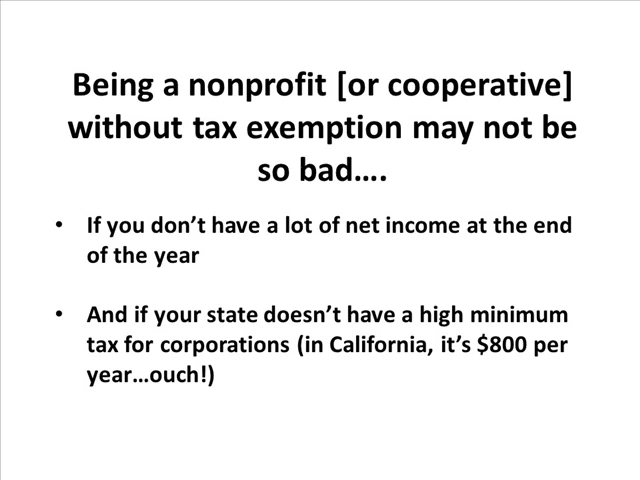 Being a nonprofit [or cooperative]
without tax exemption may not be
so bad….
• If you don’t have a lot of net income at the end
of the year
• And if your state doesn’t have a high minimum
tax for corporations (in California, it’s $800 per
year…ouch!)